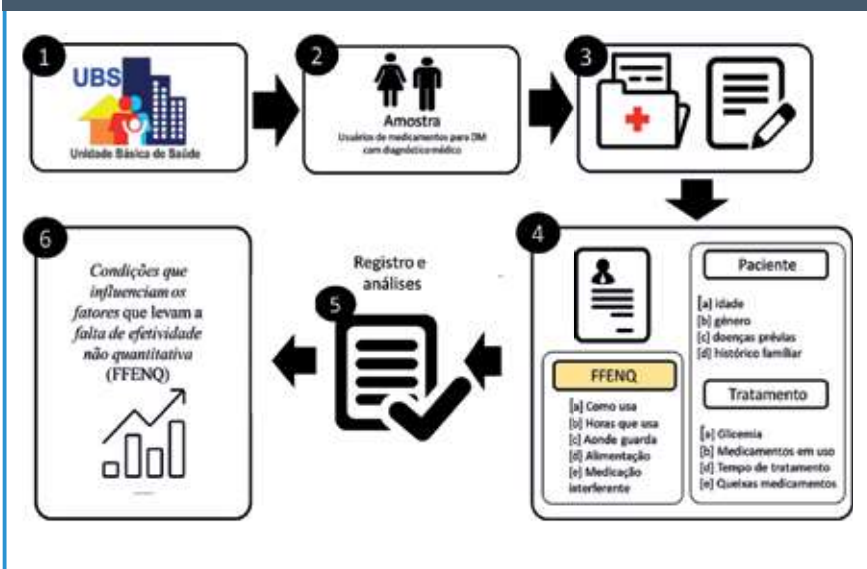 1
UBS
Unidade Básica de Saúde
2
Amostra
Usuários de medicamentos para DM
com diagnóstico médico
3
4
Paciente
[a] idade
[b] gênero
[c] doenças prévias
[d] histórico familiar
Tratamento
[a] Glicemia
[b] Medicamentos em uso
[d] Tempo de tratamento
[e] Queixas medicamentos
FFENQ
[a] Como usa
[b] Horas que usa
[c] Aonde guarda
[d] Alimentação
[e] Medicação
interferente
Registro e
análises
5
6
Condições que
influenciam os
fatores que levam a
falta de efetividade
não quantitativa
(FFENQ)